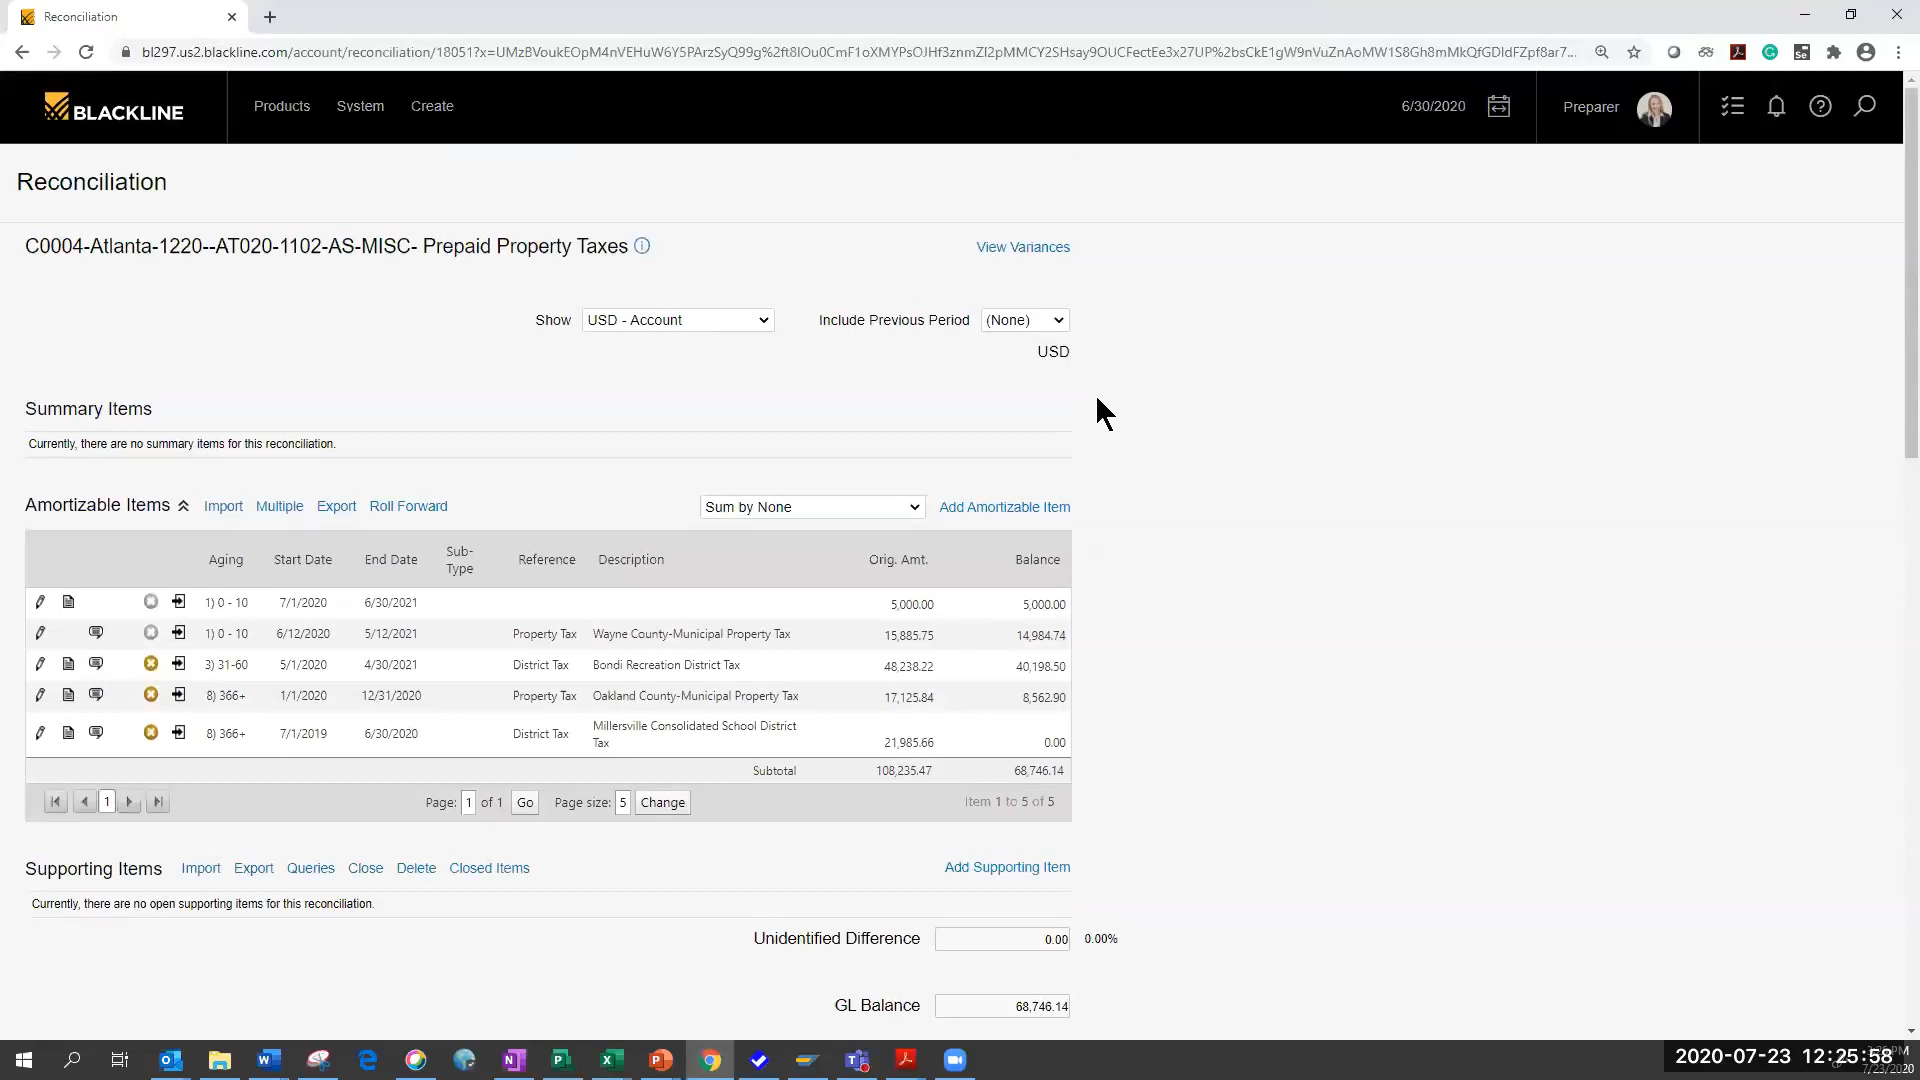 Reconciliation
bl297.us2.blackline.com/account/reconciliation/18051?x=UMzBVoukEOpM4nVEHuW6Y5PArzSyQ99g%2ft8lOu0CmF1oXMYPsOJHf3znmZl2pMMCY2SHsay9OUCFectEe3x27UP%2bsCkE1gW9nVuZnAoMW1S8Gh8mMkQfGDldFZpf8ar7...
BLACKLINE Products System Create 6/30/2020 Preparer
Reconciliation
C0004-Atlanta-1220--AT020-1102-AS-MISC- Prepaid Property Taxes View Variances
Show USD - Account Include Previous Period (None)
USD
Summary Items
Currently, there are no summary items for this reconciliation.
Amortizable Items Import Multiple Export Roll Forward Sum by None Add Amortizable Item
Aging Start Date End Date Sub-Type Reference Description Orig. Amt. Balance
1) 0 - 10 7/1/2020 6/30/2021 5,000.00 5,000.00
1) 0 - 10 6/12/2020 5/12/2021 Property Tax Wayne County-Municipal Property Tax 15,885.75 14,984.74
3) 31-60 5/1/2020 4/30/2021 District Tax Bondi Recreation District Tax 48,238.22 40,198.50
8) 366+ 1/1/2020 12/31/2020 Property Tax Oakland County-Municipal Property Tax 17,125.84 8,562.90
8) 366+ 7/1/2019 6/30/2020 District Tax Millersville Consolidated School District
Tax 21,985.66 0.00
Subtotal 108,235.47 68,746.14
1 Page: 1 of 1 Go Page size: 5 Change Item 1 to 5 of 5
Supporting Items Import Export Queries Close Delete Closed Items Add Supporting Item
Currently, there are no open supporting items for this reconciliation.
Unidentified Difference 0.00 0.00%
GL Balance 68,746.14
2020-07-23 12:25:58
7/23/2020